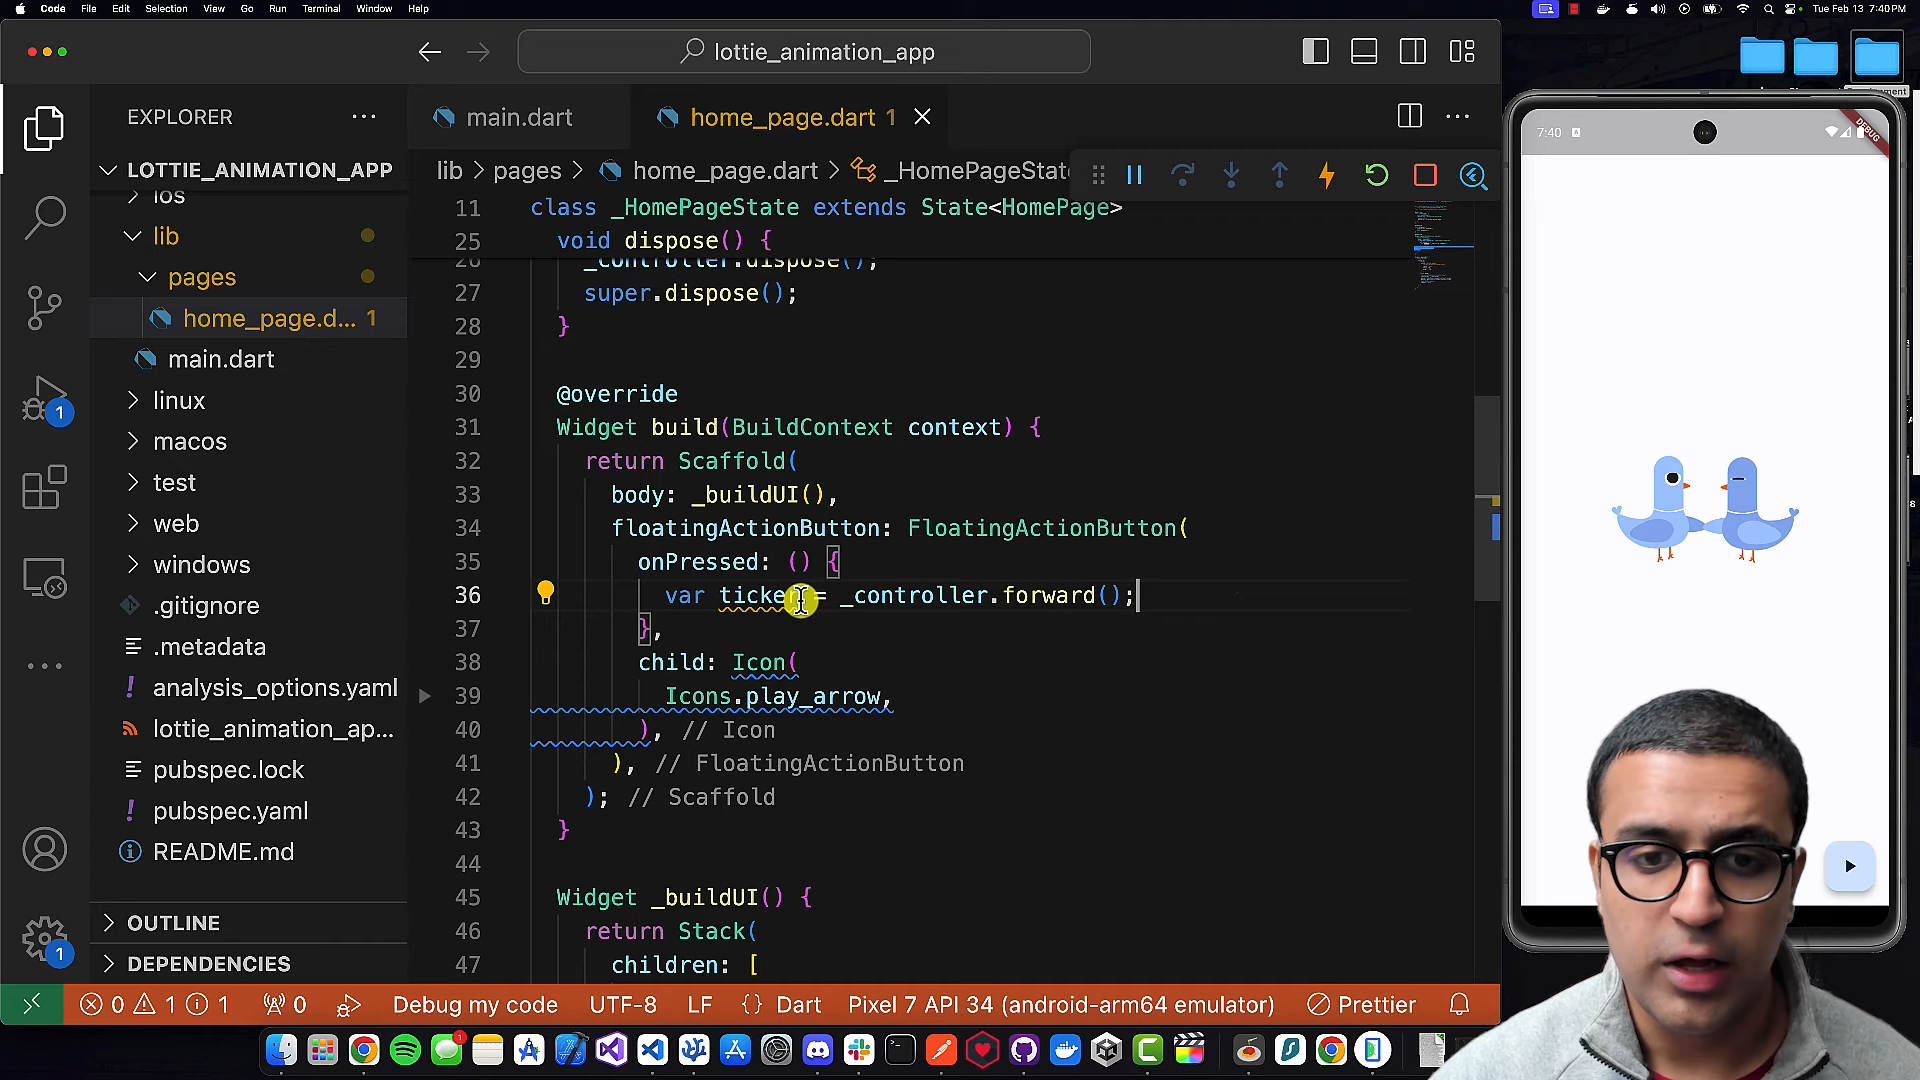 Code File Edit Selection View Go Run Terminal Window Help
Tue Feb 13 7:40PM
lottie_animation_app
EXPLORER
main.dart
home_page.dart 1
LOTTIE_ANIMATION_APP
lib > pages > home_page.dart > _HomePageState
ios
lib
pages
home_page.d... 1
main.dart
linux
macos
test
web
windows
.gitignore
.metadata
analysis_options.yaml
lottie_animation_ap...
pubspec.lock
pubspec.yaml
README.md
OUTLINE
DEPENDENCIES
1
1
11 class _HomePageState extends State<HomePage>
25 void dispose() {
26 _controller.dispose();
27 super.dispose();
28 }
29
30 @override
31 Widget build(BuildContext context) {
32 return Scaffold(
33 body: _buildUI(),
34 floatingActionButton: FloatingActionButton(
35 onPressed: () {
36 var ticker = _controller.forward();
37 },
38 child: Icon(
39 Icons.play_arrow,
40 ), // Icon
41 ), // FloatingActionButton
42 ); // Scaffold
43 }
44
45 Widget _buildUI() {
46 return Stack(
47 children: [
0 1 1 0 Debug my code UTF-8 LF {} Dart Pixel 7 API 34 (android-arm64 emulator) Prettier
7:40
DEBUG